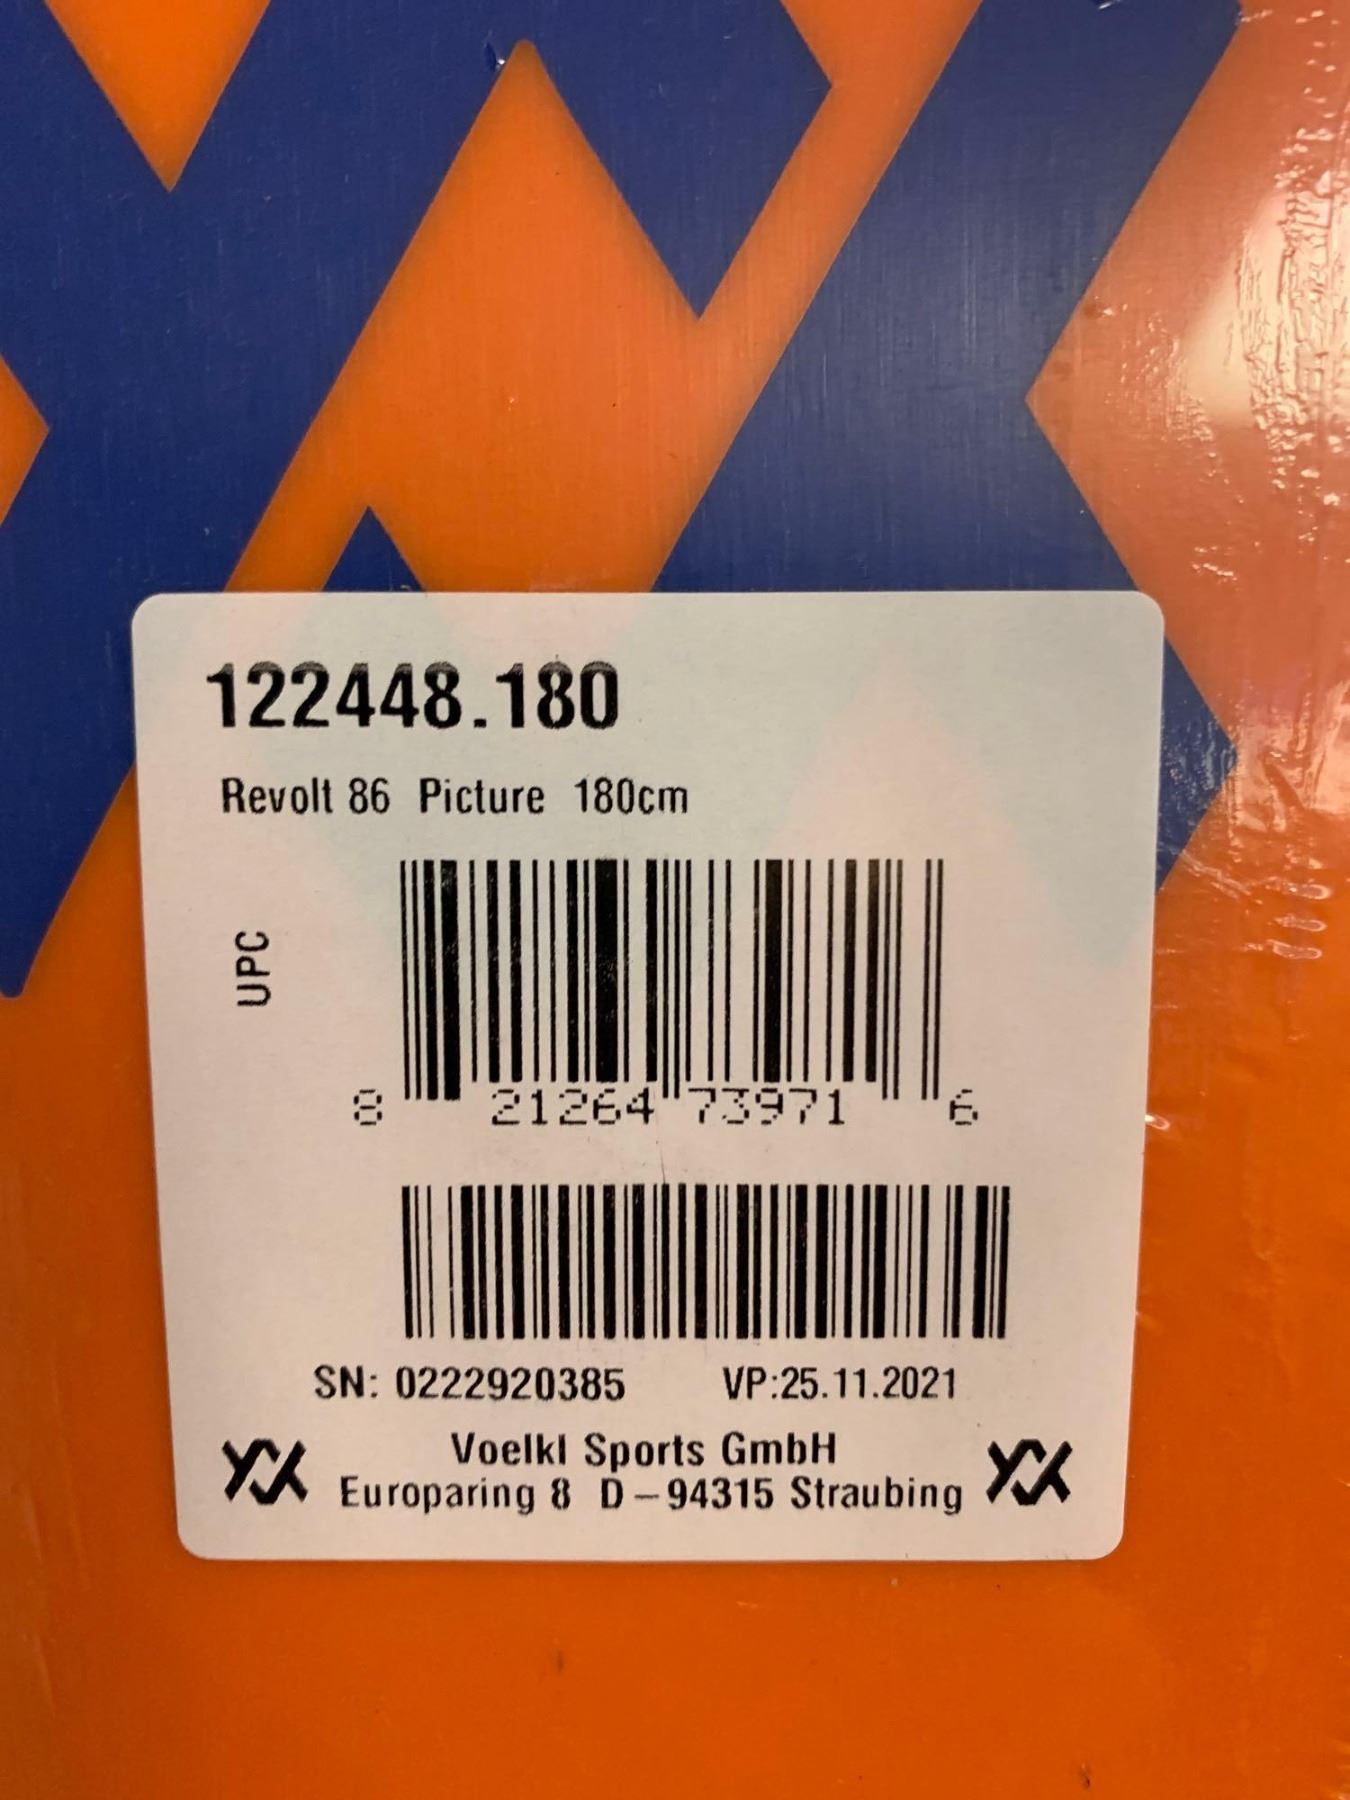 122448.180
Revolt 86 Picture 180cm
UPC
8 21264 73971 6
SN: 0222920385 VP:25.11.2021
Voelkl Sports GmbH
Europaring 8 D-94315 Straubing